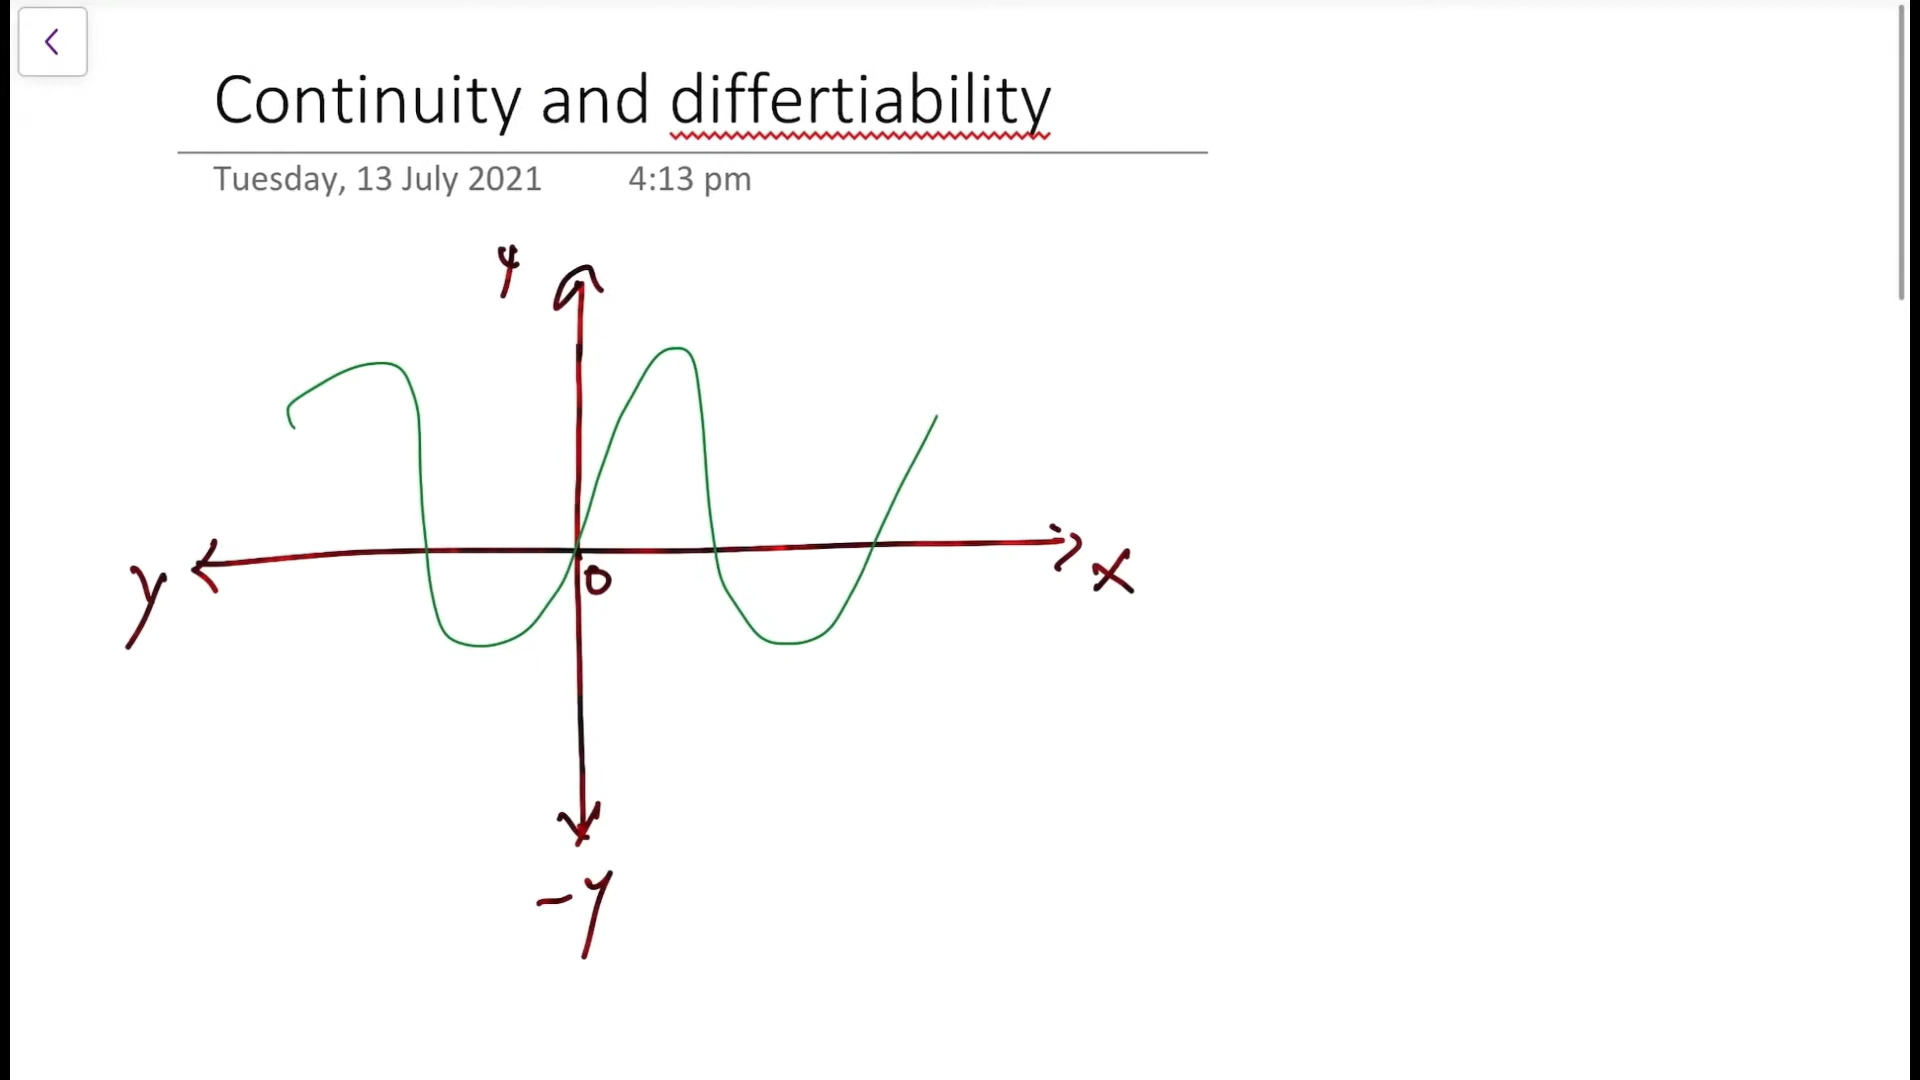 Continuity and differtiability
Tuesday, 13 July 2021 4:13 pm
y
y
0
x
-y